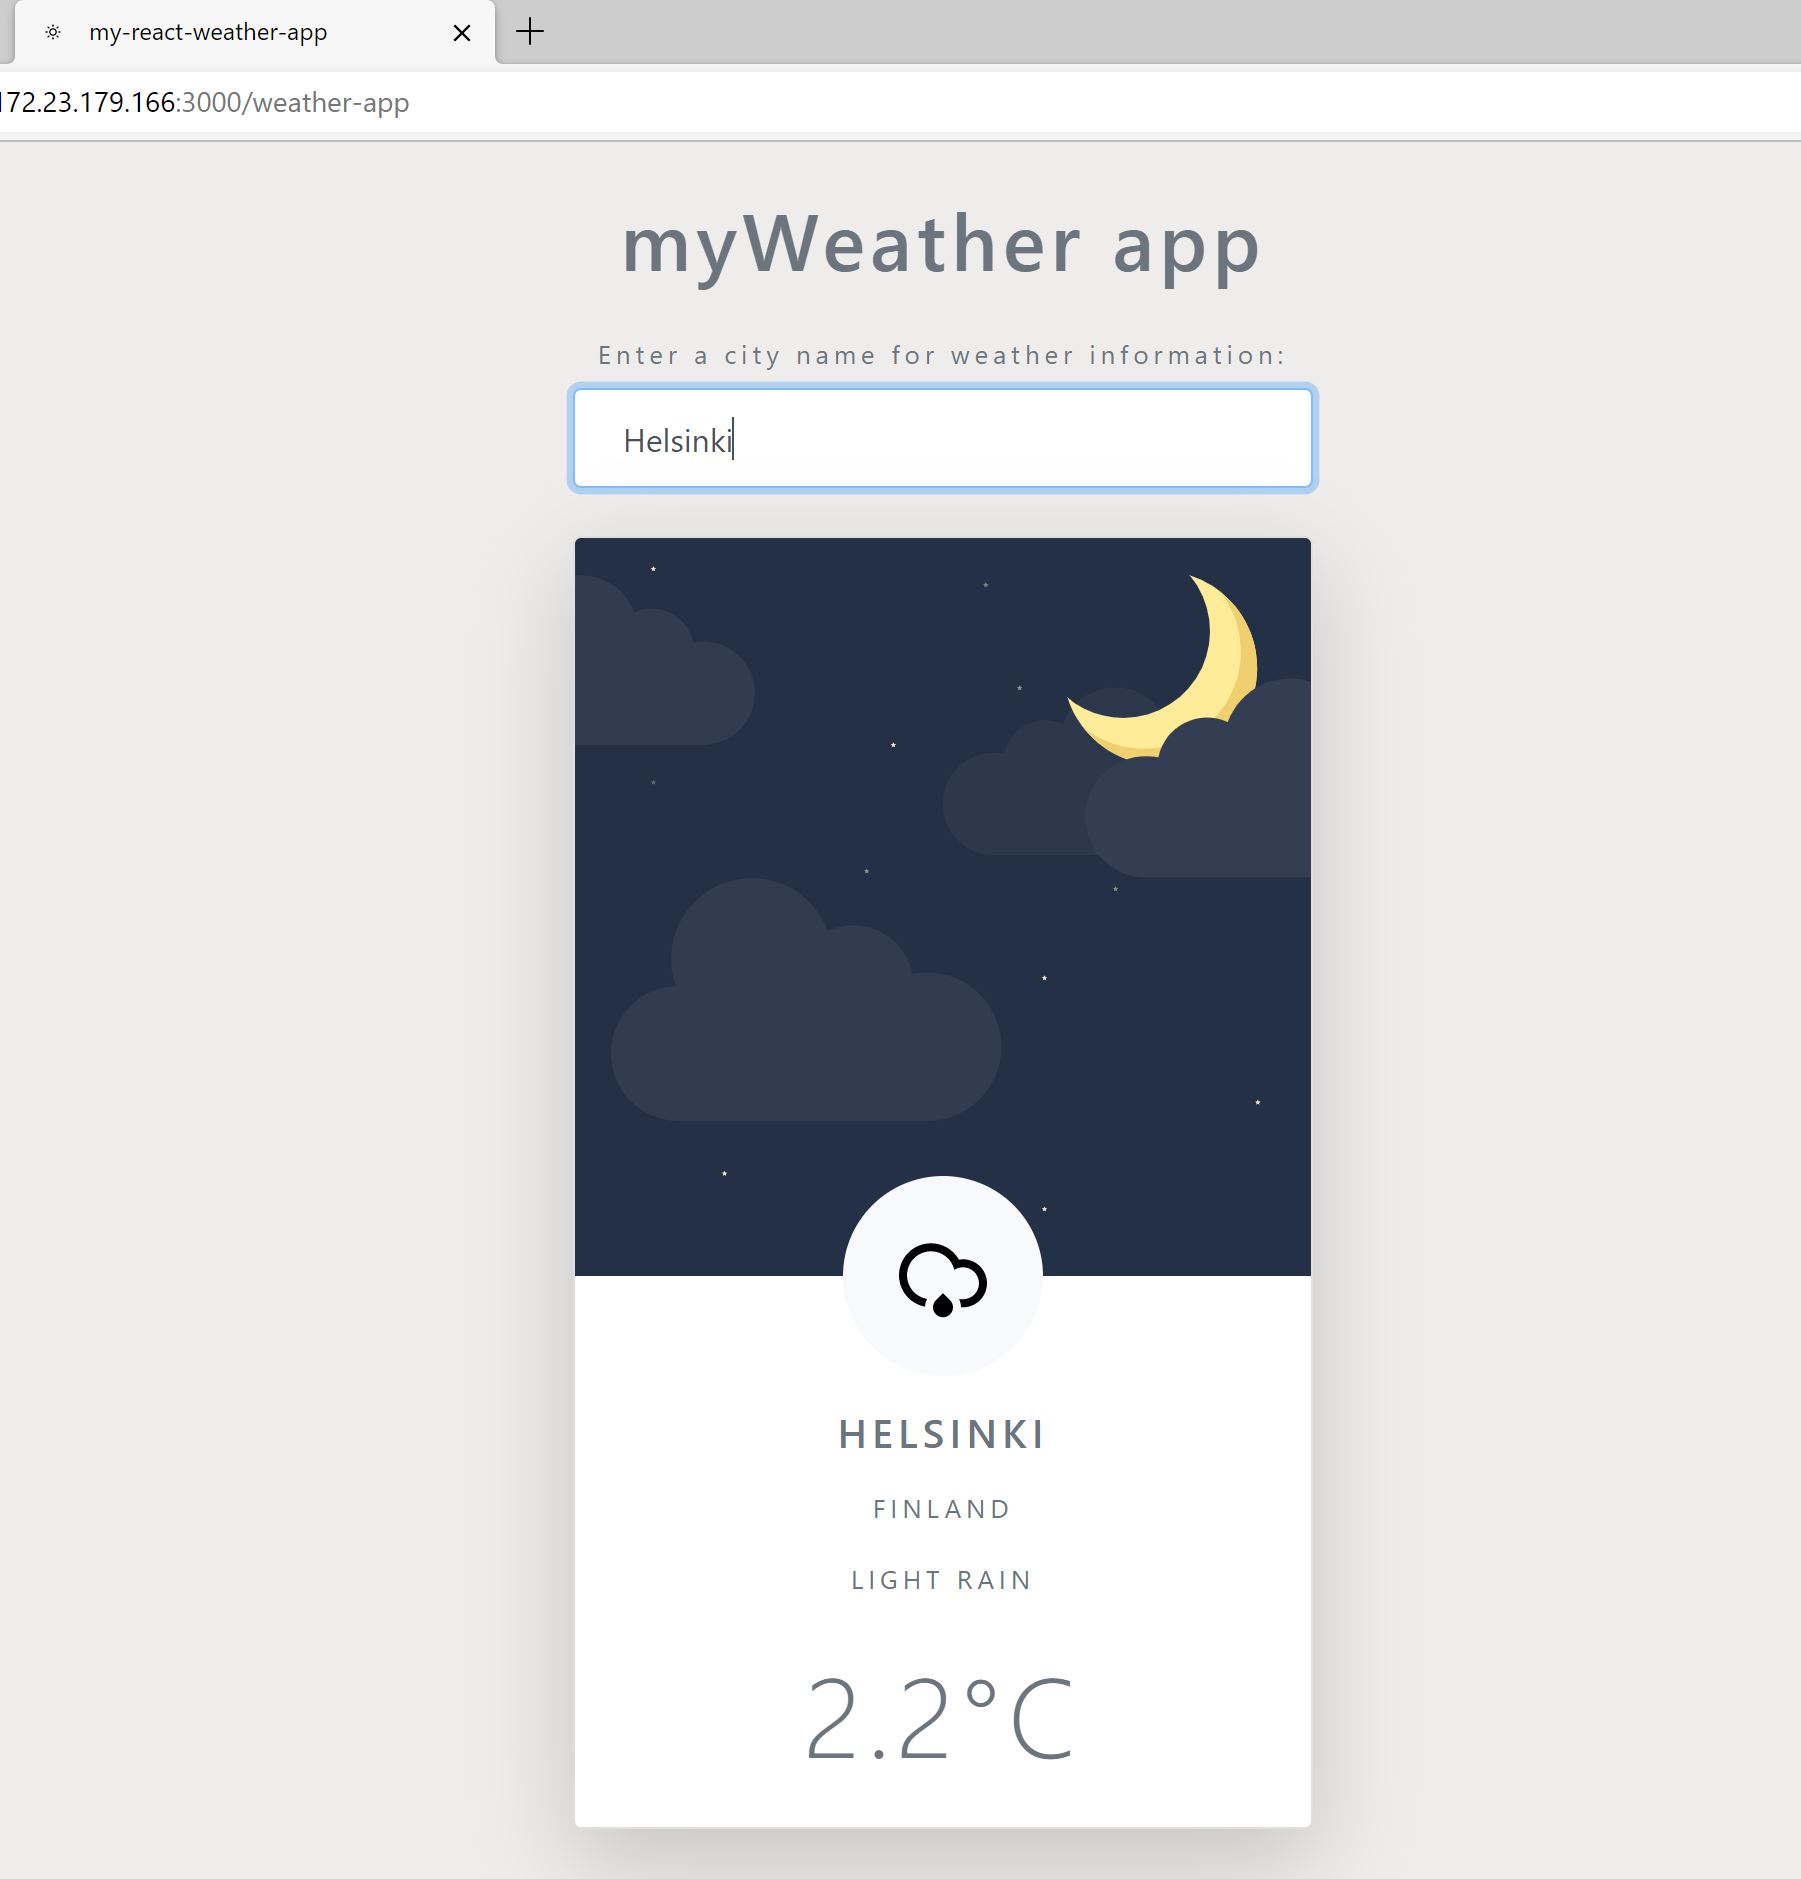 my-react-weather-app
172.23.179.166:3000/weather-app
myWeather app
Enter a city name for weather information:
Helsinki
HELSINKI
FINLAND
LIGHT RAIN
2.2°C